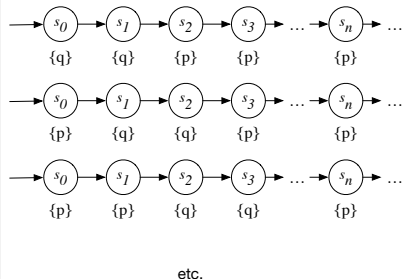 s0 s1 s2 s3 ... sn ...
{q} {q} {p} {p} {p}
s0 s1 s2 s3 ... sn ...
{p} {q} {q} {p} {p}
s0 s1 s2 s3 ... sn ...
{p} {p} {q} {q} {p}
etc.